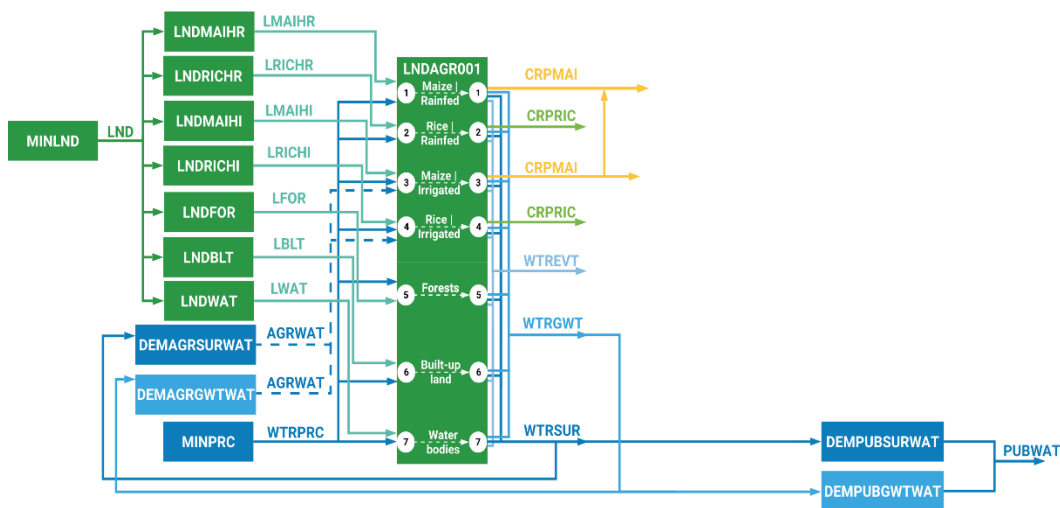 LNDMAIHR
LMAIHR
LNDRICHR
LRICHR
LNDMAIHI
LMAIHI
MINLND
LND
LNDRICHI
LRICHI
LNDFOR
LFOR
LNDBLT
LBLT
LNDWAT
LWAT
DEMAGRSURWAT
AGRWAT
DEMAGRGWTWAT
AGRWAT
MINPRC
WTRPRC
LNDAGR001
1 Maize | 1
Rainfed
2 Rice | 2
Rainfed
3 Maize | 3
Irrigated
4 Rice | 4
Irrigated
5 Forests 5
6 Built-up 6
land
7 Water 7
bodies
CRPMAI
CRPRIC
CRPMAI
CRPRIC
WTREVT
WTRGWT
WTRSUR
DEMPUBSURWAT
PUBWAT
DEMPUBGWTWAT